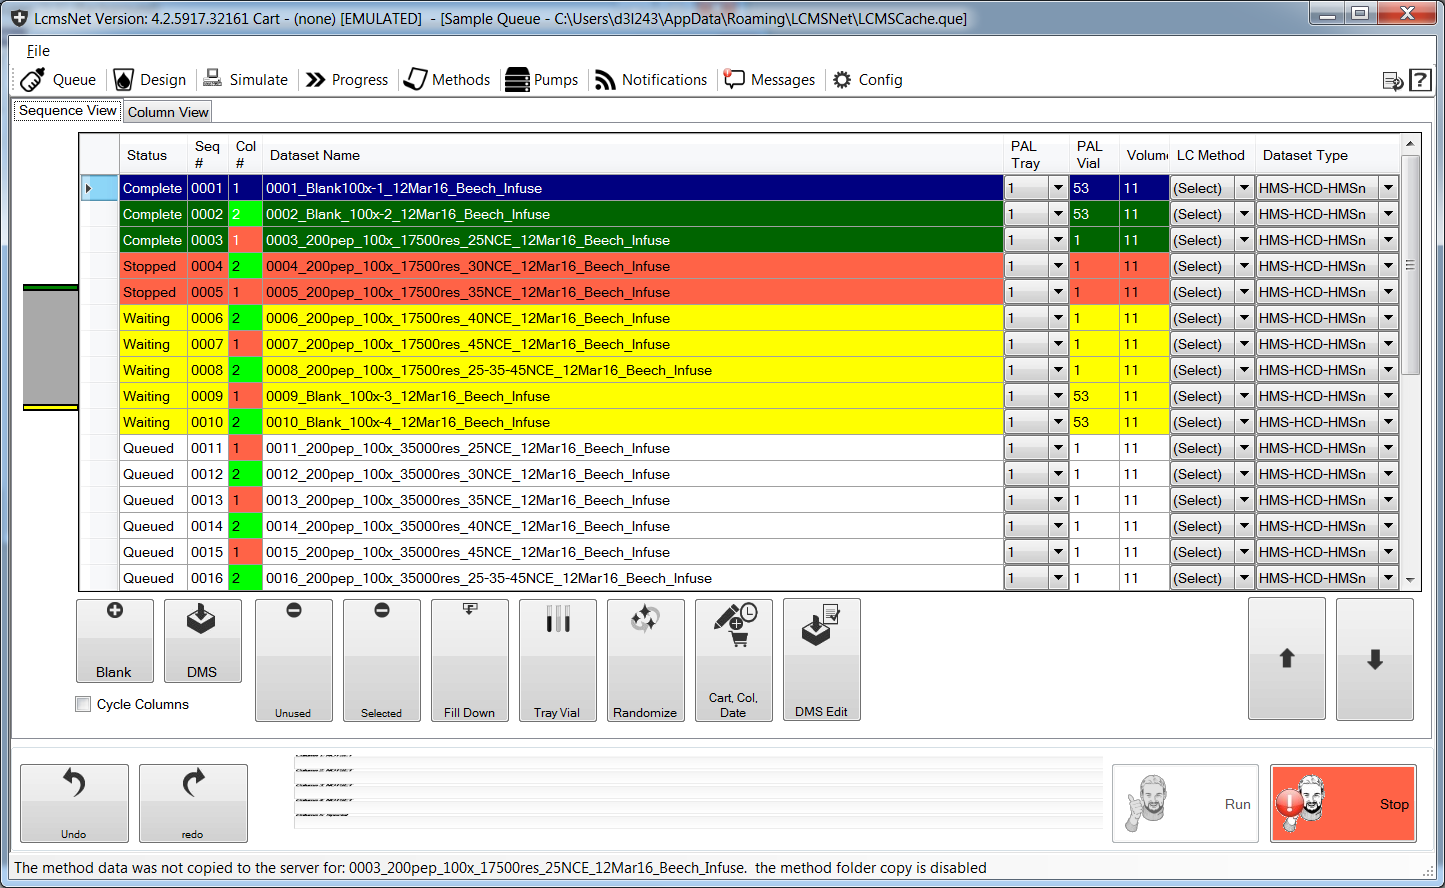 LcmsNet Version: 4.2.5917.32161 Cart - (none) [EMULATED]  - [Sample Queue - C:\Users\d3l243\AppData\Roaming\LCMSNet\LCMSCache.que]
File
Queue Design Simulate Progress Methods Pumps Notifications Messages Config
Sequence View Column View
Status Seq # Col # Dataset Name PAL Tray PAL Vial Volum LC Method Dataset Type
Complete 0001 1 0001_Blank100x-1_12Mar16_Beech_Infuse 1 53 11 (Select) HMS-HCD-HMSn
Complete 0002 2 0002_Blank_100x-2_12Mar16_Beech_Infuse 1 53 11 (Select) HMS-HCD-HMSn
Complete 0003 1 0003_200pep_100x_17500res_25NCE_12Mar16_Beech_Infuse 1 1 11 (Select) HMS-HCD-HMSn
Stopped 0004 2 0004_200pep_100x_17500res_30NCE_12Mar16_Beech_Infuse 1 1 11 (Select) HMS-HCD-HMSn
Stopped 0005 1 0005_200pep_100x_17500res_35NCE_12Mar16_Beech_Infuse 1 1 11 (Select) HMS-HCD-HMSn
Waiting 0006 2 0006_200pep_100x_17500res_40NCE_12Mar16_Beech_Infuse 1 1 11 (Select) HMS-HCD-HMSn
Waiting 0007 1 0007_200pep_100x_17500res_45NCE_12Mar16_Beech_Infuse 1 1 11 (Select) HMS-HCD-HMSn
Waiting 0008 2 0008_200pep_100x_17500res_25-35-45NCE_12Mar16_Beech_Infuse 1 1 11 (Select) HMS-HCD-HMSn
Waiting 0009 1 0009_Blank_100x-3_12Mar16_Beech_Infuse 1 53 11 (Select) HMS-HCD-HMSn
Waiting 0010 2 0010_Blank_100x-4_12Mar16_Beech_Infuse 1 53 11 (Select) HMS-HCD-HMSn
Queued 0011 1 0011_200pep_100x_35000res_25NCE_12Mar16_Beech_Infuse 1 1 11 (Select) HMS-HCD-HMSn
Queued 0012 2 0012_200pep_100x_35000res_30NCE_12Mar16_Beech_Infuse 1 1 11 (Select) HMS-HCD-HMSn
Queued 0013 1 0013_200pep_100x_35000res_35NCE_12Mar16_Beech_Infuse 1 1 11 (Select) HMS-HCD-HMSn
Queued 0014 2 0014_200pep_100x_35000res_40NCE_12Mar16_Beech_Infuse 1 1 11 (Select) HMS-HCD-HMSn
Queued 0015 1 0015_200pep_100x_35000res_45NCE_12Mar16_Beech_Infuse 1 1 11 (Select) HMS-HCD-HMSn
Queued 0016 2 0016_200pep_100x_35000res_25-35-45NCE_12Mar16_Beech_Infuse 1 1 11 (Select) HMS-HCD-HMSn
Blank DMS Unused Selected Fill Down Tray Vial Randomize Cart, Col, Date DMS Edit
Cycle Columns
Undo redo Run Stop
The method data was not copied to the server for: 0003_200pep_100x_17500res_25NCE_12Mar16_Beech_Infuse.  the method folder copy is disabled